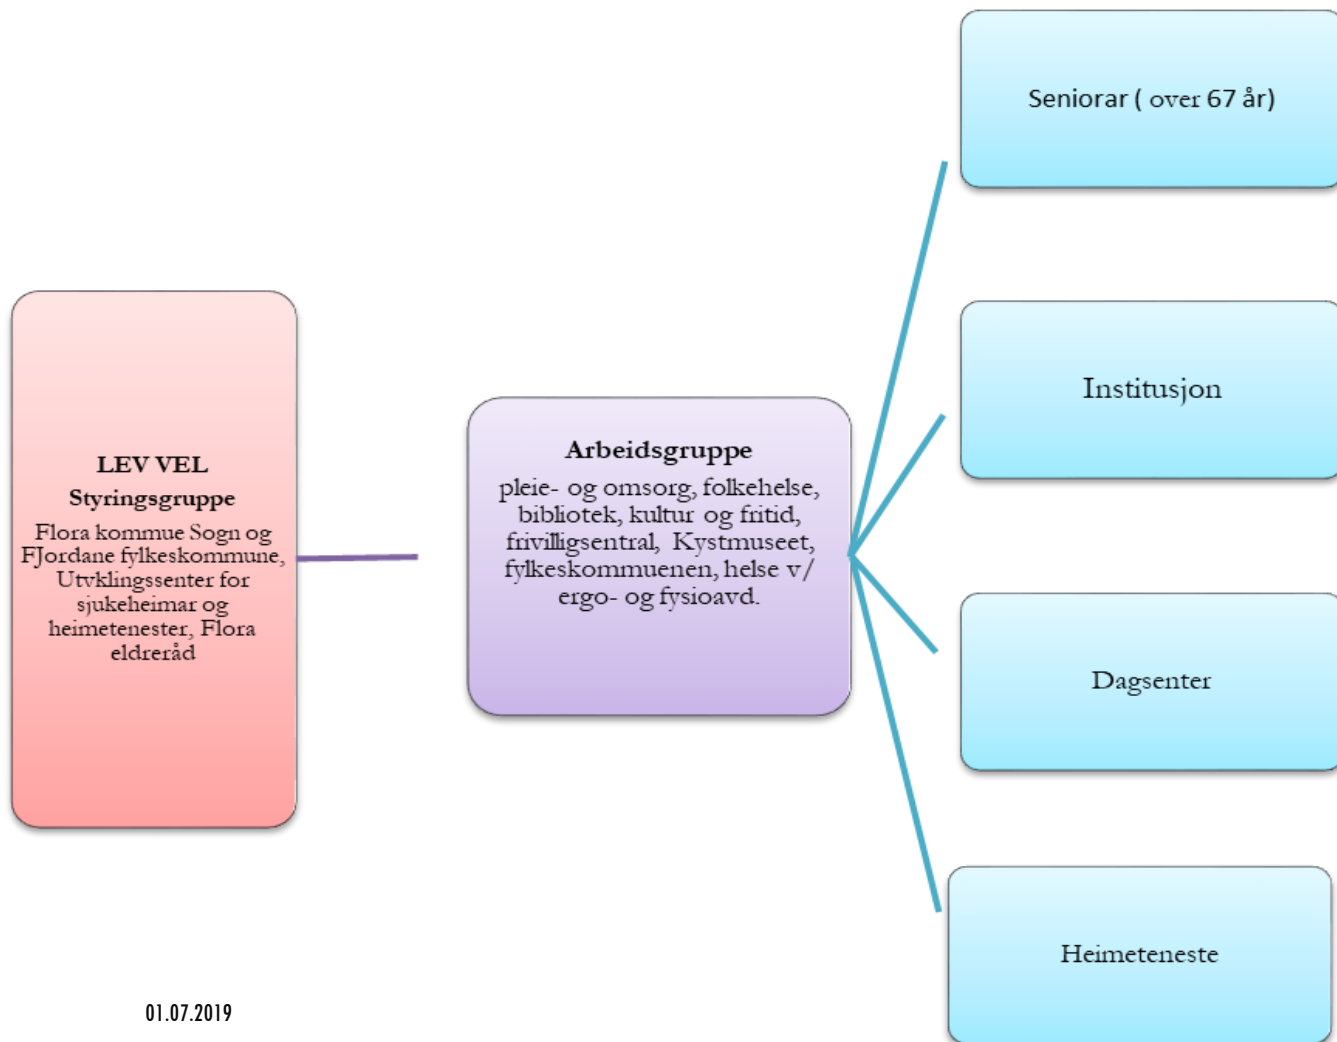 LEV VEL
Styringsgruppe
Flora kommue Sogn og
FJordane fylkeskommune,
Utvklingssenter for
sjukeheimar og
heimetenester, Flora
eldreråd
Arbeidsgruppe
pleie- og omsorg, folkehelse,
bibliotek, kultur og fritid,
frivilligsentral, Kystmuseet,
fylkeskommuenen, helse v/
ergo- og fysioavd.
Seniorar ( over 67 år)
Institusjon
Dagsenter
Heimeteneste
01.07.2019